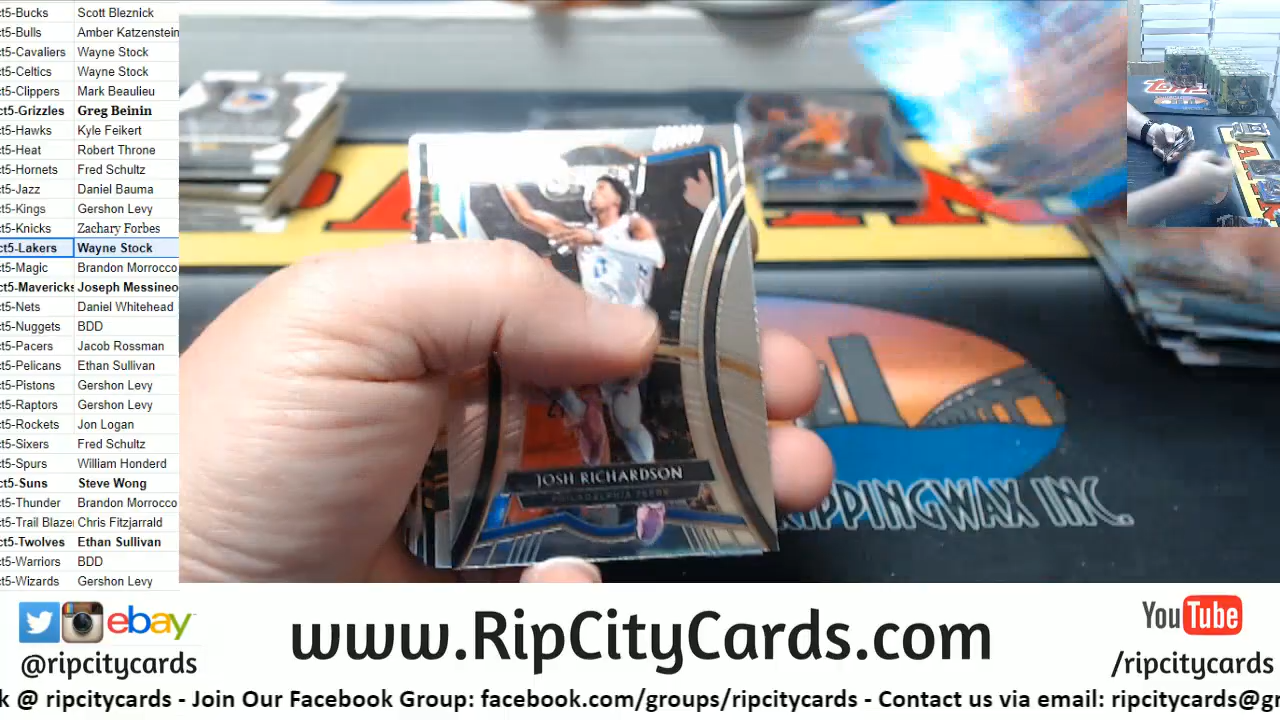 ct5-Bucks Scott Bleznick
ct5-Bulls Amber Katzenstein
ct5-Cavaliers Wayne Stock
ct5-Celtics Wayne Stock
ct5-Clippers Mark Beaulieu
ct5-Grizzles Greg Beinin
ct5-Hawks Kyle Feikert
ct5-Heat Robert Throne
ct5-Hornets Fred Schultz
ct5-Jazz Daniel Bauma
ct5-Kings Gershon Levy
ct5-Knicks Zachary Forbes
ct5-Lakers Wayne Stock
ct5-Magic Brandon Morrocco
ct5-Mavericks Joseph Messineo
ct5-Nets Daniel Whitehead
ct5-Nuggets BDD
ct5-Pacers Jacob Rossman
ct5-Pelicans Ethan Sullivan
ct5-Pistons Gershon Levy
ct5-Raptors Gershon Levy
ct5-Rockets Jon Logan
ct5-Sixers Fred Schultz
ct5-Spurs William Honderd
ct5-Suns Steve Wong
ct5-Thunder Brandon Morrocco
ct5-Trail Blazer Chris Fitzjarrald
ct5-Twolves Ethan Sullivan
ct5-Warriors BDD
ct5-Wizards Gershon Levy
JOSH RICHARDSON
PHILADELPHIA 76ERS
RIPPINGWAX INC.
ebay
@ripcitycards
www.RipCityCards.com
YouTube
/ripcitycards
k @ ripcitycards - Join Our Facebook Group: facebook.com/groups/ripcitycards - Contact us via email: ripcitycards@g